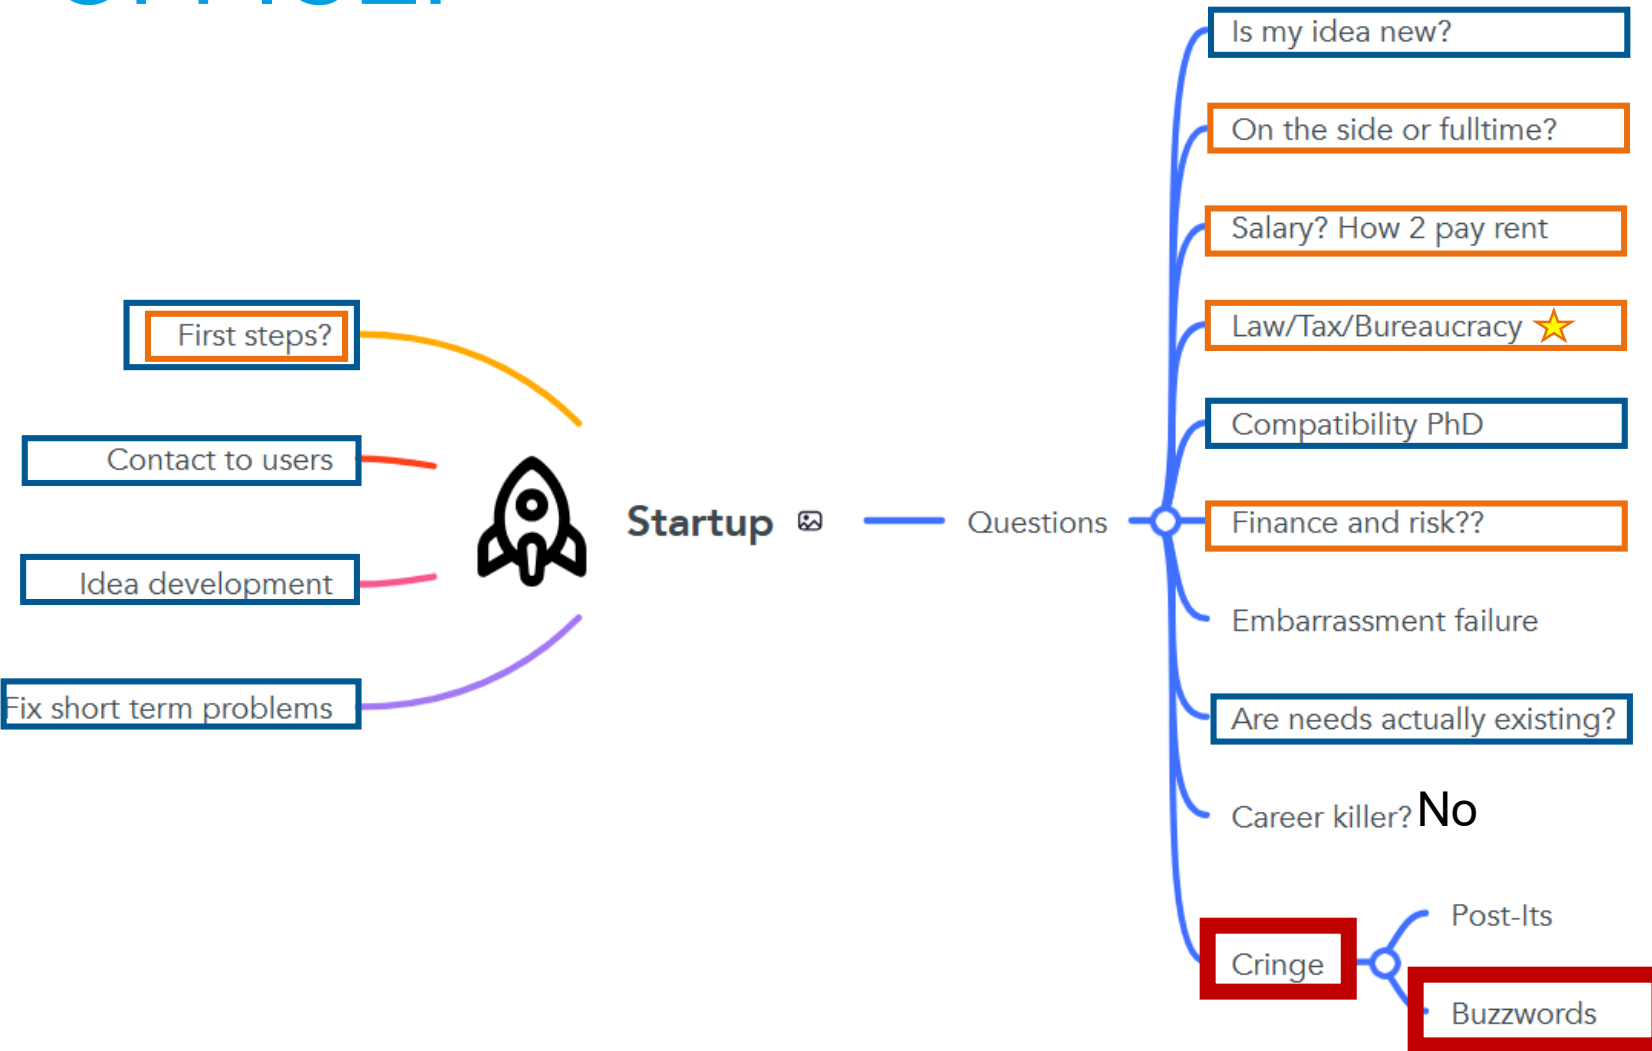 First steps?
Contact to users
Idea development
Fix short term problems
Startup
Questions
Is my idea new?
On the side or fulltime?
Salary? How 2 pay rent
Law/Tax/Bureaucracy
Compatibility PhD
Finance and risk??
Embarrassment failure
Are needs actually existing?
Career killer? No
Cringe
Post-Its
Buzzwords